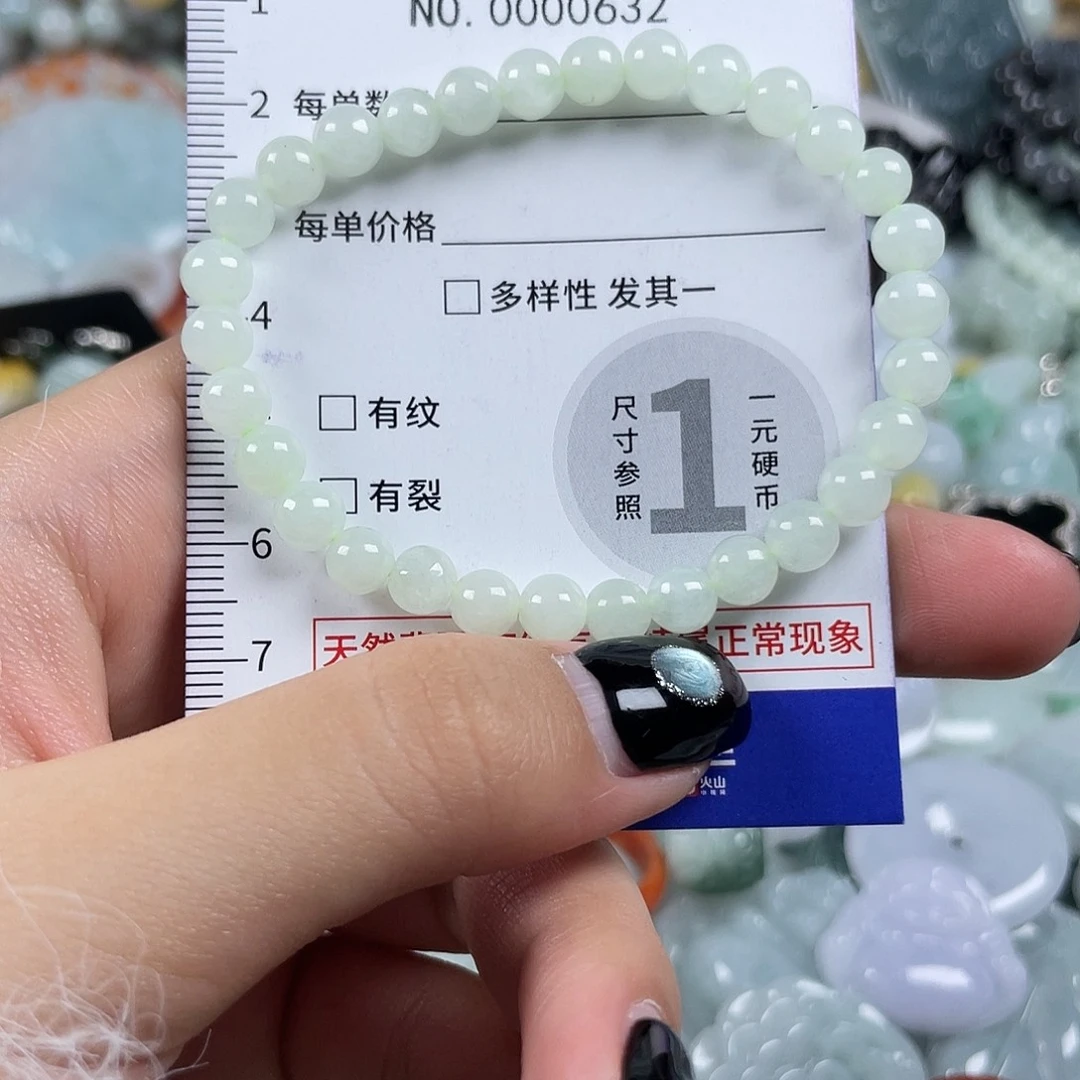 1
NO. 0000632
2 每单数
每单价格
□多样性 发其一
4
□有纹
□有裂
尺寸参照
1
一元硬币
6
天然 正常现象
7
火山